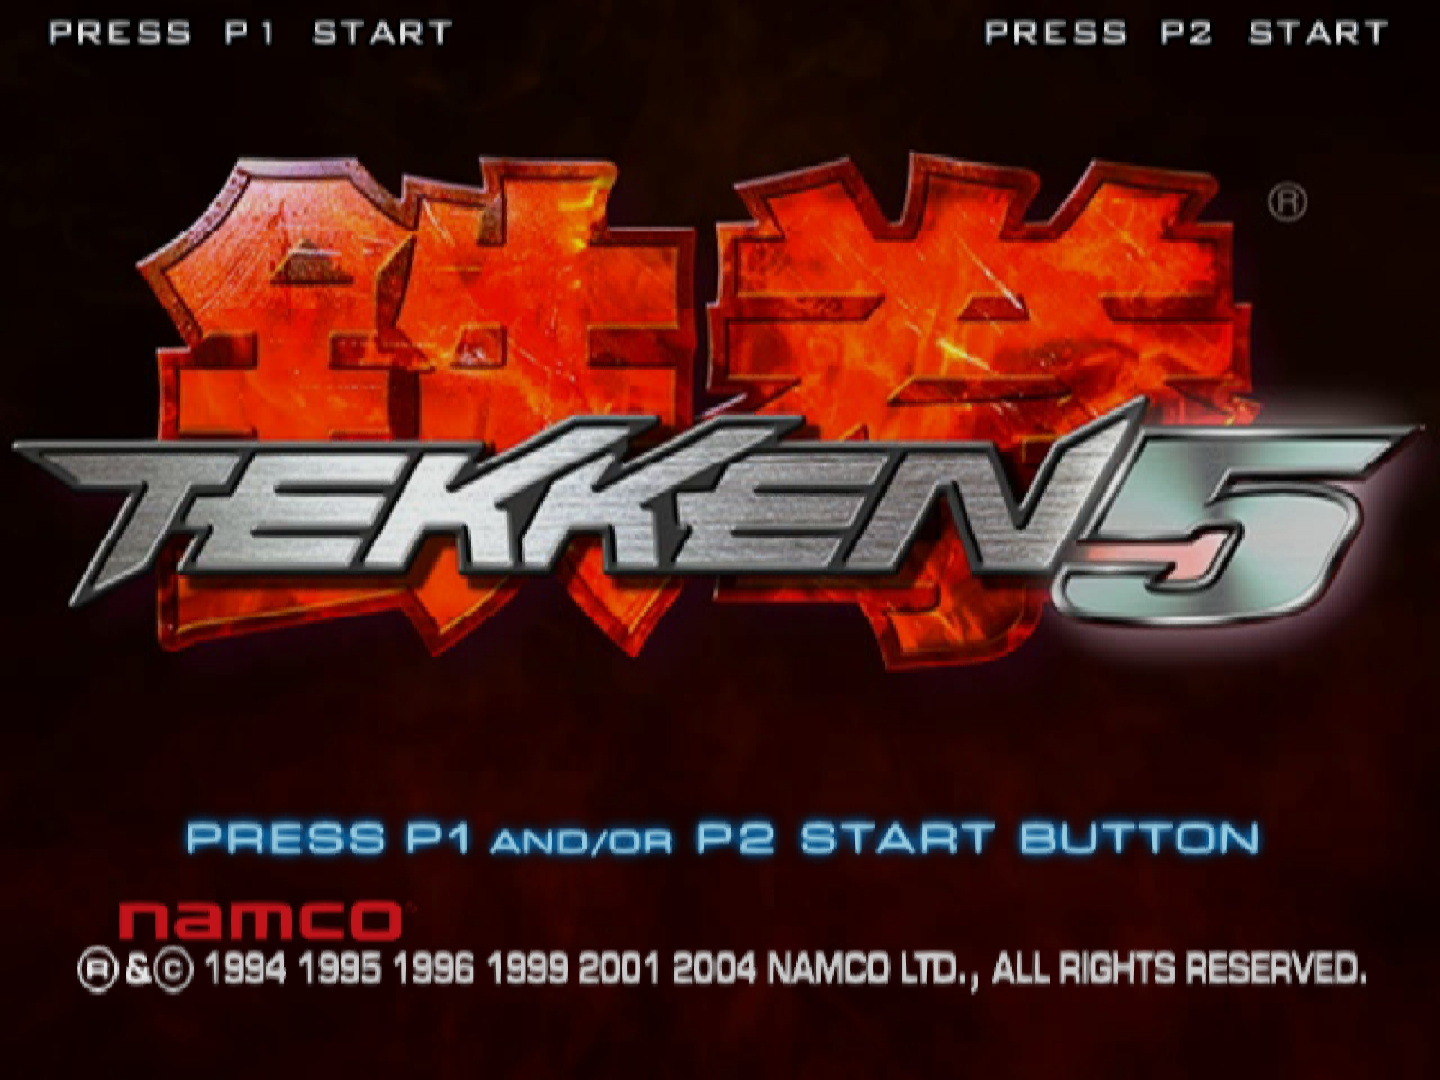 PRESS P1 START
PRESS P2 START
®
鉄拳
TEKKEN 5
PRESS P1 AND/OR P2 START BUTTON
namco
®&© 1994 1995 1996 1999 2001 2004 NAMCO LTD., ALL RIGHTS RESERVED.